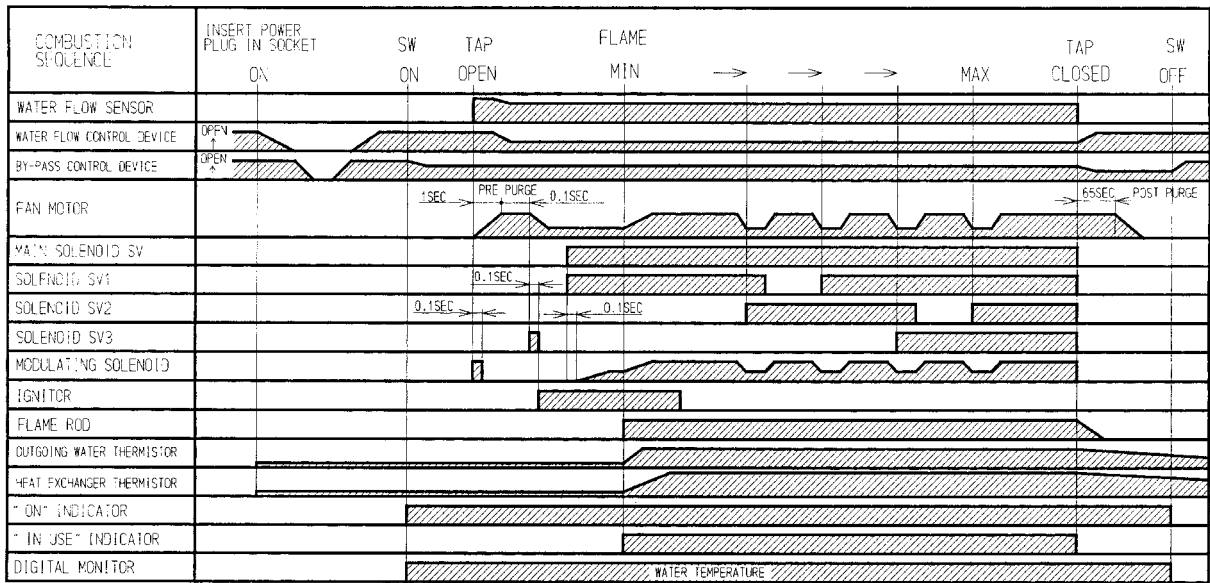 COMBUSTION
SEQUENCE
INSERT POWER
PLUG IN SOCKET
ON
SW
ON
TAP
OPEN
FLAME
MIN → → → MAX
TAP
CLOSED
SW
OFF
WATER FLOW SENSOR
WATER FLOW CONTROL DEVICE
OPEN
↑
BY-PASS CONTROL DEVICE
OPEN
↑
FAN MOTOR
1SEC
PRE PURGE
0.1SEC
65SEC
POST PURGE
MAIN SOLENOID SV
SOLENOID SV1
0.1SEC
SOLENOID SV2
0.1SEC
0.1SEC
SOLENOID SV3
MODULATING SOLENOID
IGNITOR
FLAME ROD
OUTGOING WATER THERMISTOR
HEAT EXCHANGER THERMISTOR
" ON" INDICATOR
" IN USE" INDICATOR
DIGITAL MONITOR
WATER TEMPERATURE